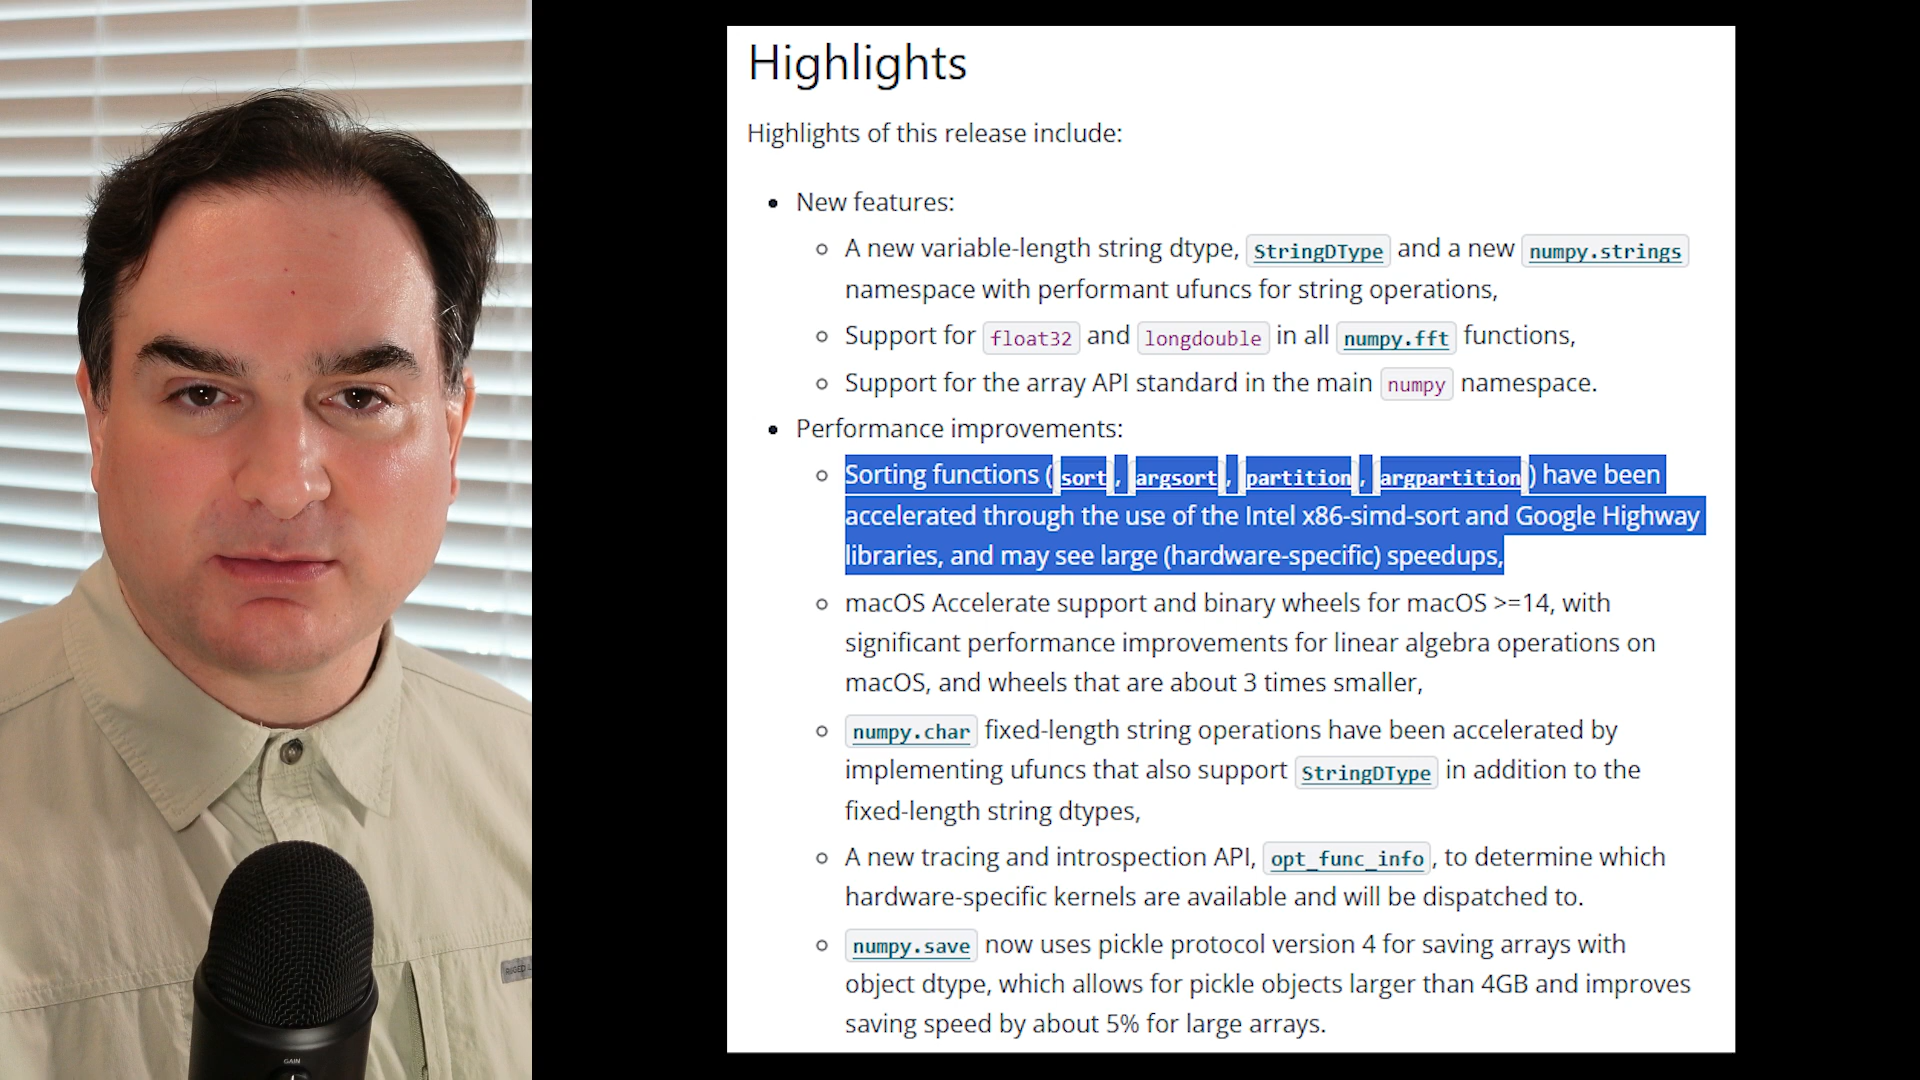 Highlights
Highlights of this release include:
New features:
A new variable-length string dtype, StringDType and a new numpy.strings
namespace with performant ufuncs for string operations,
Support for float32 and longdouble in all numpy.fft functions,
Support for the array API standard in the main numpy namespace.
Performance improvements:
Sorting functions (sort, argsort, partition, argpartition) have been
accelerated through the use of the Intel x86-simd-sort and Google Highway
libraries, and may see large (hardware-specific) speedups,
macOS Accelerate support and binary wheels for macOS >=14, with
significant performance improvements for linear algebra operations on
macOS, and wheels that are about 3 times smaller,
numpy.char fixed-length string operations have been accelerated by
implementing ufuncs that also support StringDType in addition to the
fixed-length string dtypes,
A new tracing and introspection API, opt_func_info, to determine which
hardware-specific kernels are available and will be dispatched to.
numpy.save now uses pickle protocol version 4 for saving arrays with
object dtype, which allows for pickle objects larger than 4GB and improves
saving speed by about 5% for large arrays.
GAIN